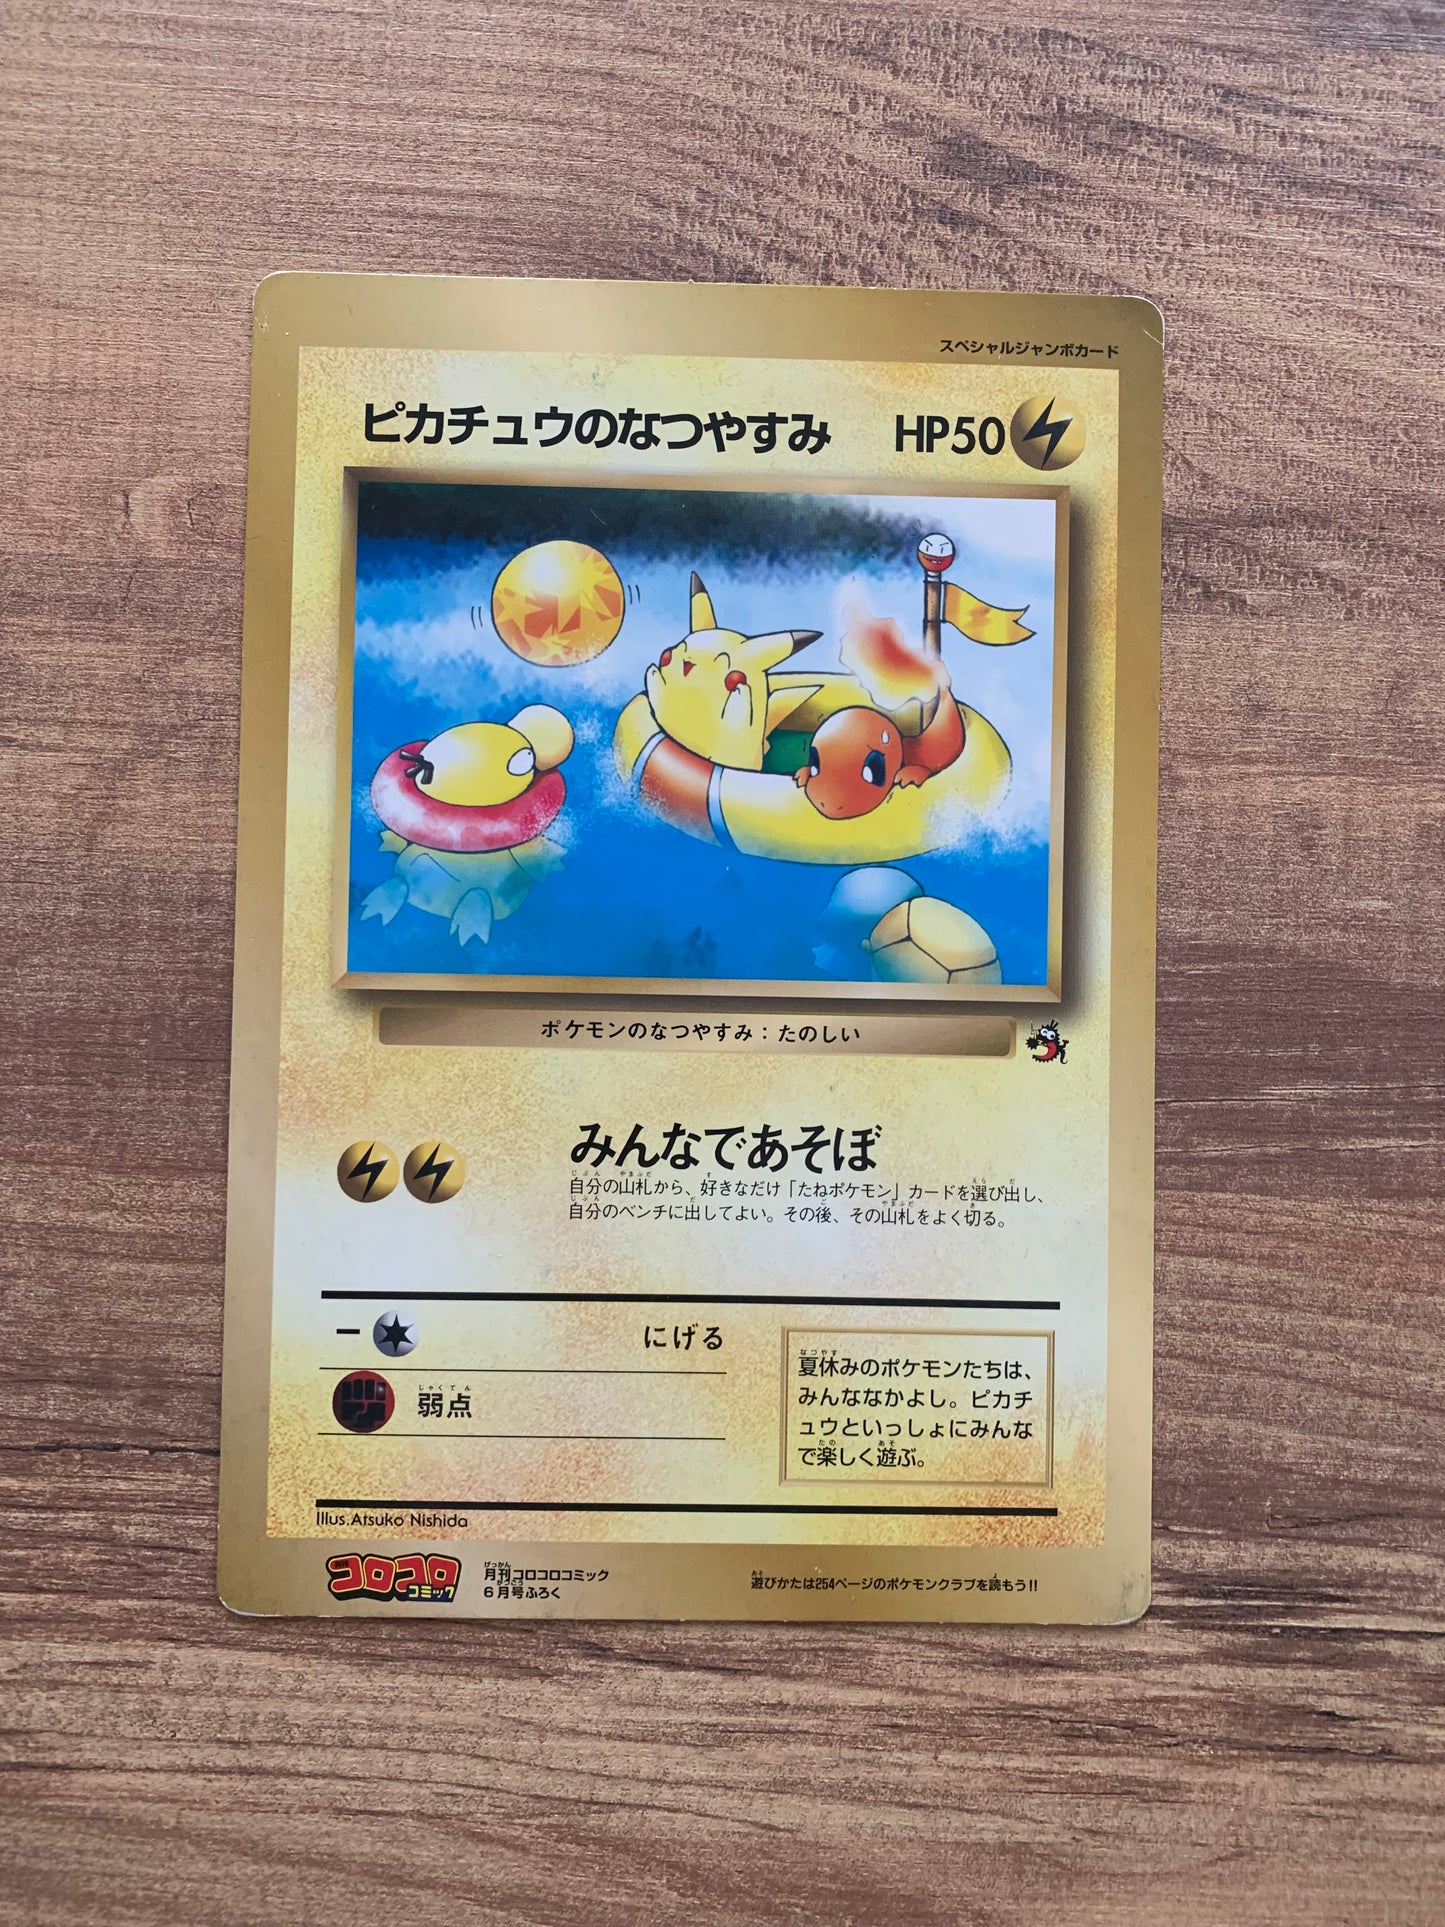 スペシャルジャンボカード
ピカチュウのなつやすみ HP50
ポケモンのなつやすみ：たのしい
みんなであそぼ
自分の山札から、好きなだけ「たねポケモン」カードを選び出し、
自分のベンチに出してよい。その後、その山札をよく切る。
− にげる
弱点
夏休みのポケモンたちは、
みんななかよし。ピカチ
ュウといっしょにみんな
で楽しく遊ぶ。
Illus.Atsuko Nishida
コロコロ
コミック
月刊コロコロコミック
6月号ふろく
遊びかたは254ページのポケモンクラブを読もう!!